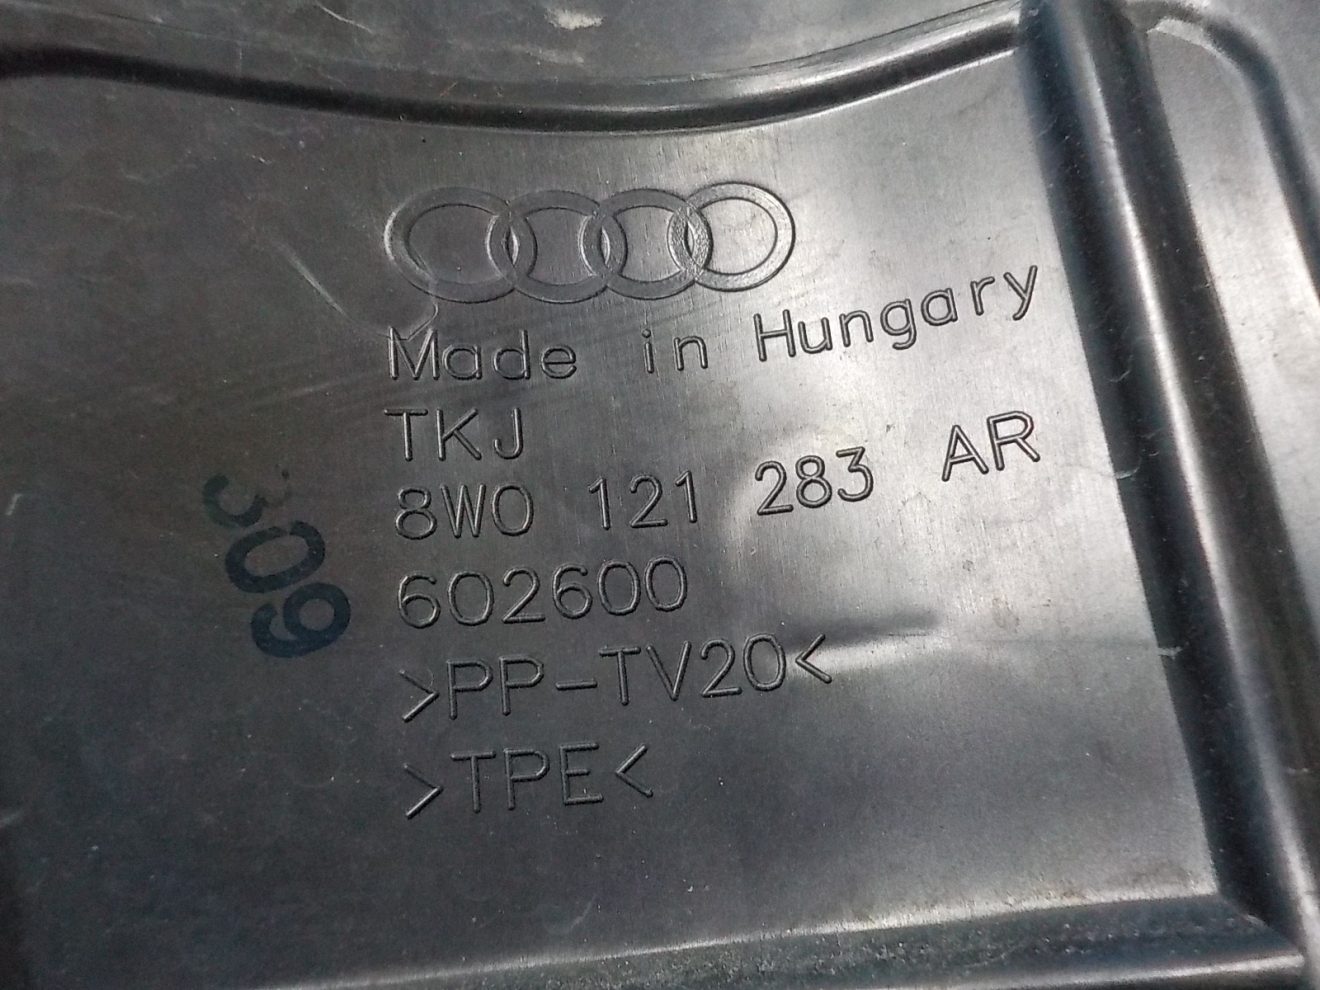 Made in Hungary
TKJ
8W0 121 283 AR
602600
>PP-TV20<
>TPE<
309